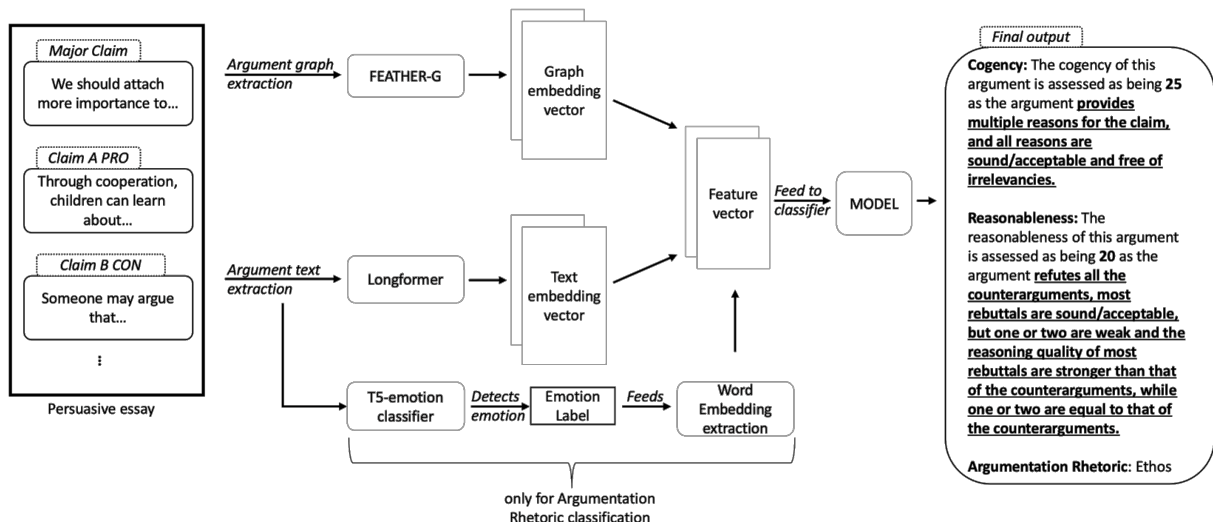 Major Claim
We should attach
more importance to...
Claim A PRO
Through cooperation,
children can learn
about...
Claim B CON
Someone may argue
that...
⋮
Persuasive essay
Argument graph
extraction
FEATHER-G
Graph
embedding
vector
Argument text
extraction
Longformer
Text
embedding
vector
T5-emotion
classifier
Detects
emotion
Emotion
Label
Feeds
Word
Embedding
extraction
only for Argumentation
Rhetoric classification
Feature
vector
Feed to
classifier
MODEL
Final output
Cogency: The cogency of this
argument is assessed as being 25
as the argument provides
multiple reasons for the claim,
and all reasons are
sound/acceptable and free of
irrelevancies.
Reasonableness: The
reasonableness of this argument
is assessed as being 20 as the
argument refutes all the
counterarguments, most
rebuttals are sound/acceptable,
but one or two are weak and the
reasoning quality of most
rebuttals are stronger than that
of the counterarguments, while
one or two are equal to that of
the counterarguments.
Argumentation Rhetoric: Ethos